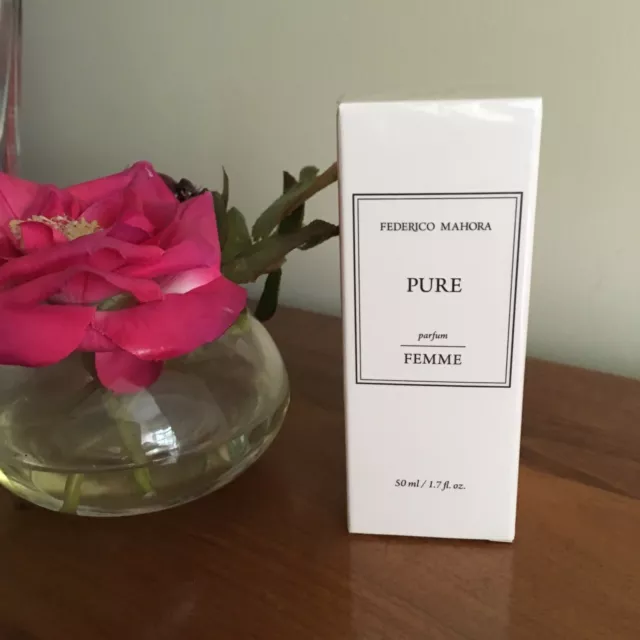 FEDERICO MAHORA
PURE
parfum
FEMME
50 ml / 1.7 fl. oz.